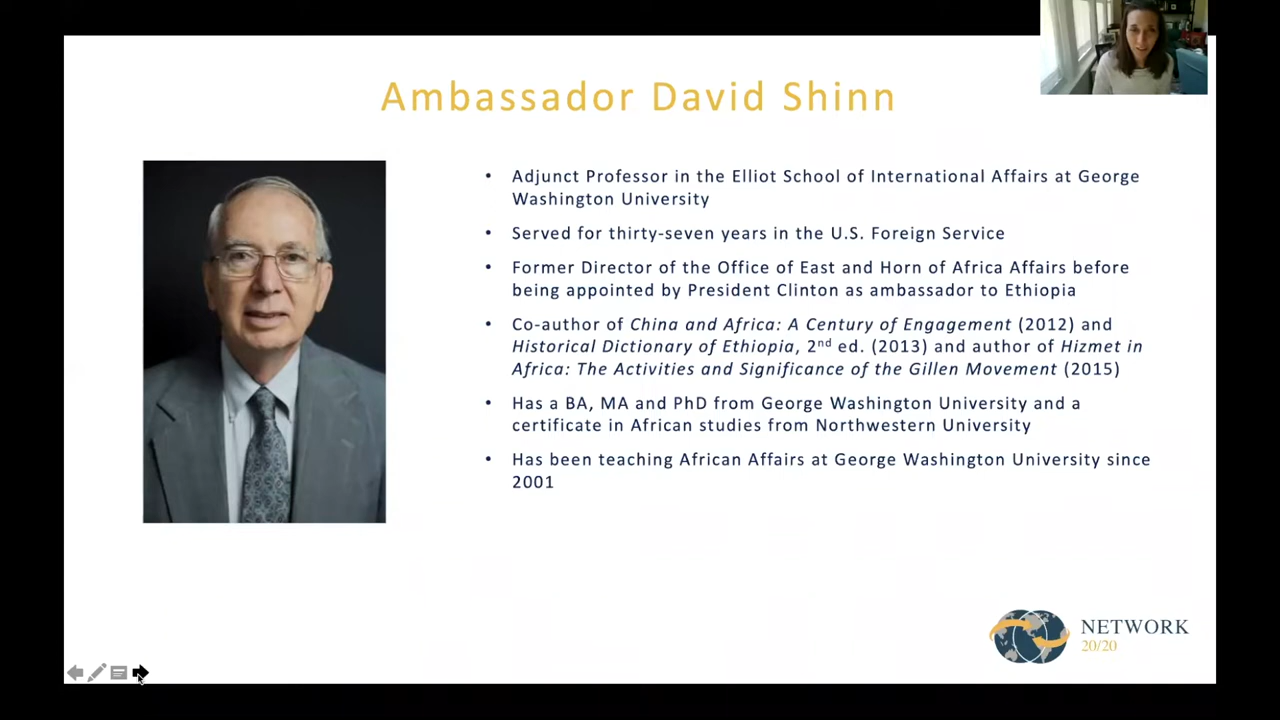 Ambassador David Shinn
• Adjunct Professor in the Elliot School of International Affairs at George
Washington University
• Served for thirty-seven years in the U.S. Foreign Service
• Former Director of the Office of East and Horn of Africa Affairs before
being appointed by President Clinton as ambassador to Ethiopia
• Co-author of China and Africa: A Century of Engagement (2012) and
Historical Dictionary of Ethiopia, 2nd ed. (2013) and author of Hizmet in
Africa: The Activities and Significance of the Gillen Movement (2015)
• Has a BA, MA and PhD from George Washington University and a
certificate in African studies from Northwestern University
• Has been teaching African Affairs at George Washington University since
2001
NETWORK
20/20